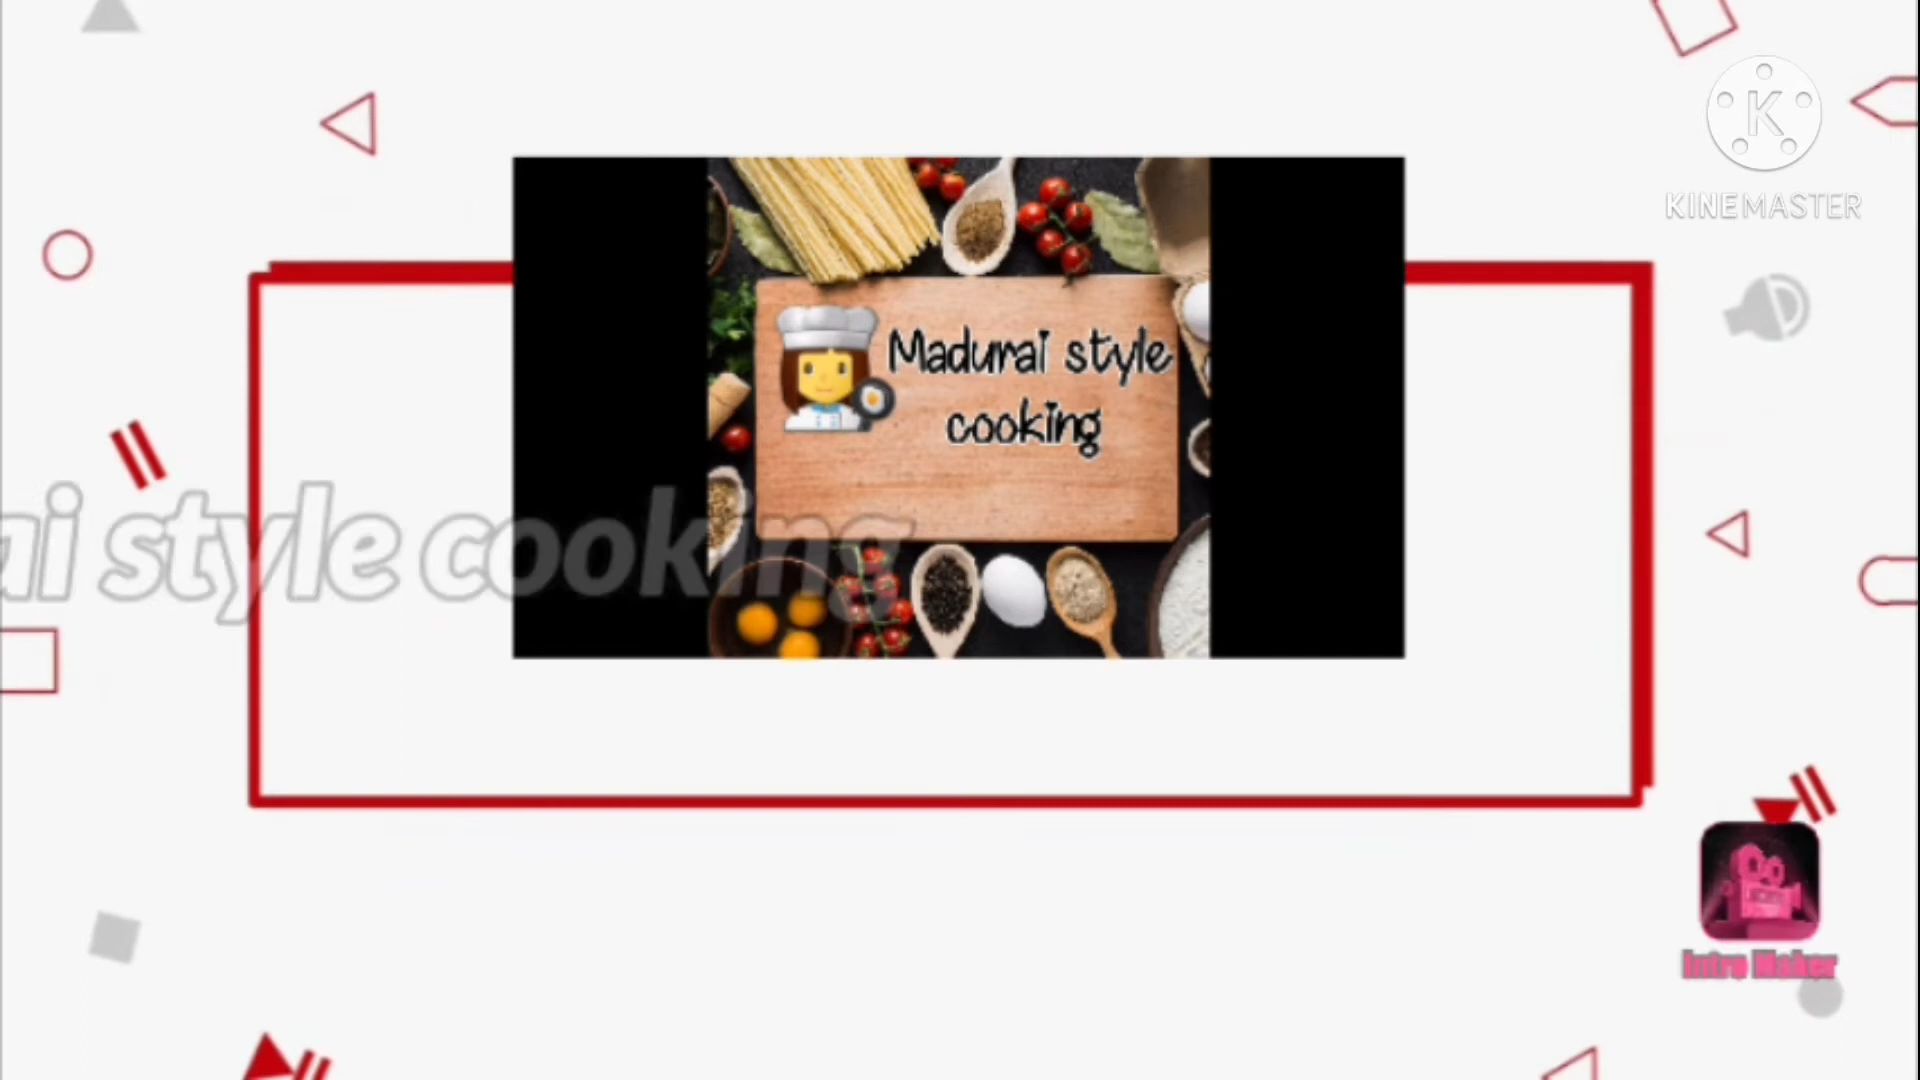 K
KINEMASTER
Madurai style
cooking
ai style cooking
Intro Maker